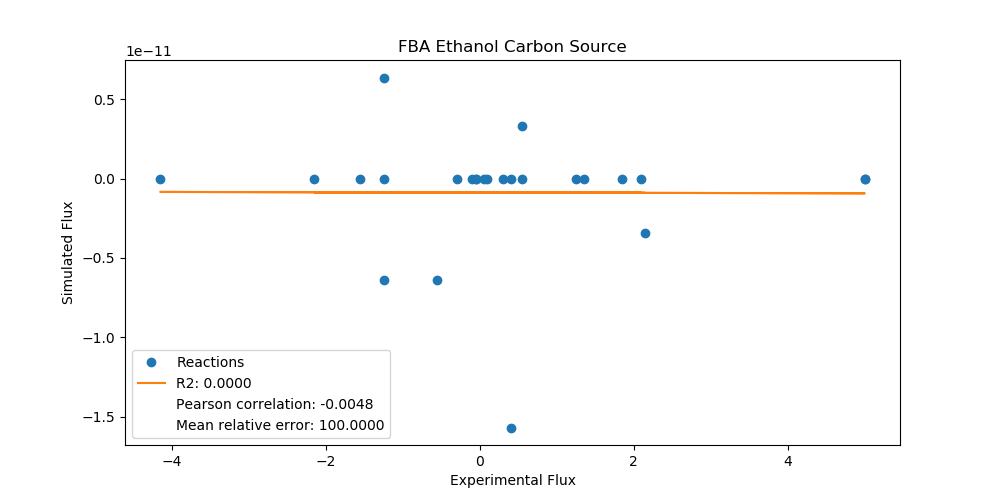 FBA Ethanol Carbon Source
1e−11
0.5
0.0
−0.5
−1.0
−1.5
Simulated Flux
Reactions
R2: 0.0000
Pearson correlation: -0.0048
Mean relative error: 100.0000
−4
−2
0
2
4
Experimental Flux